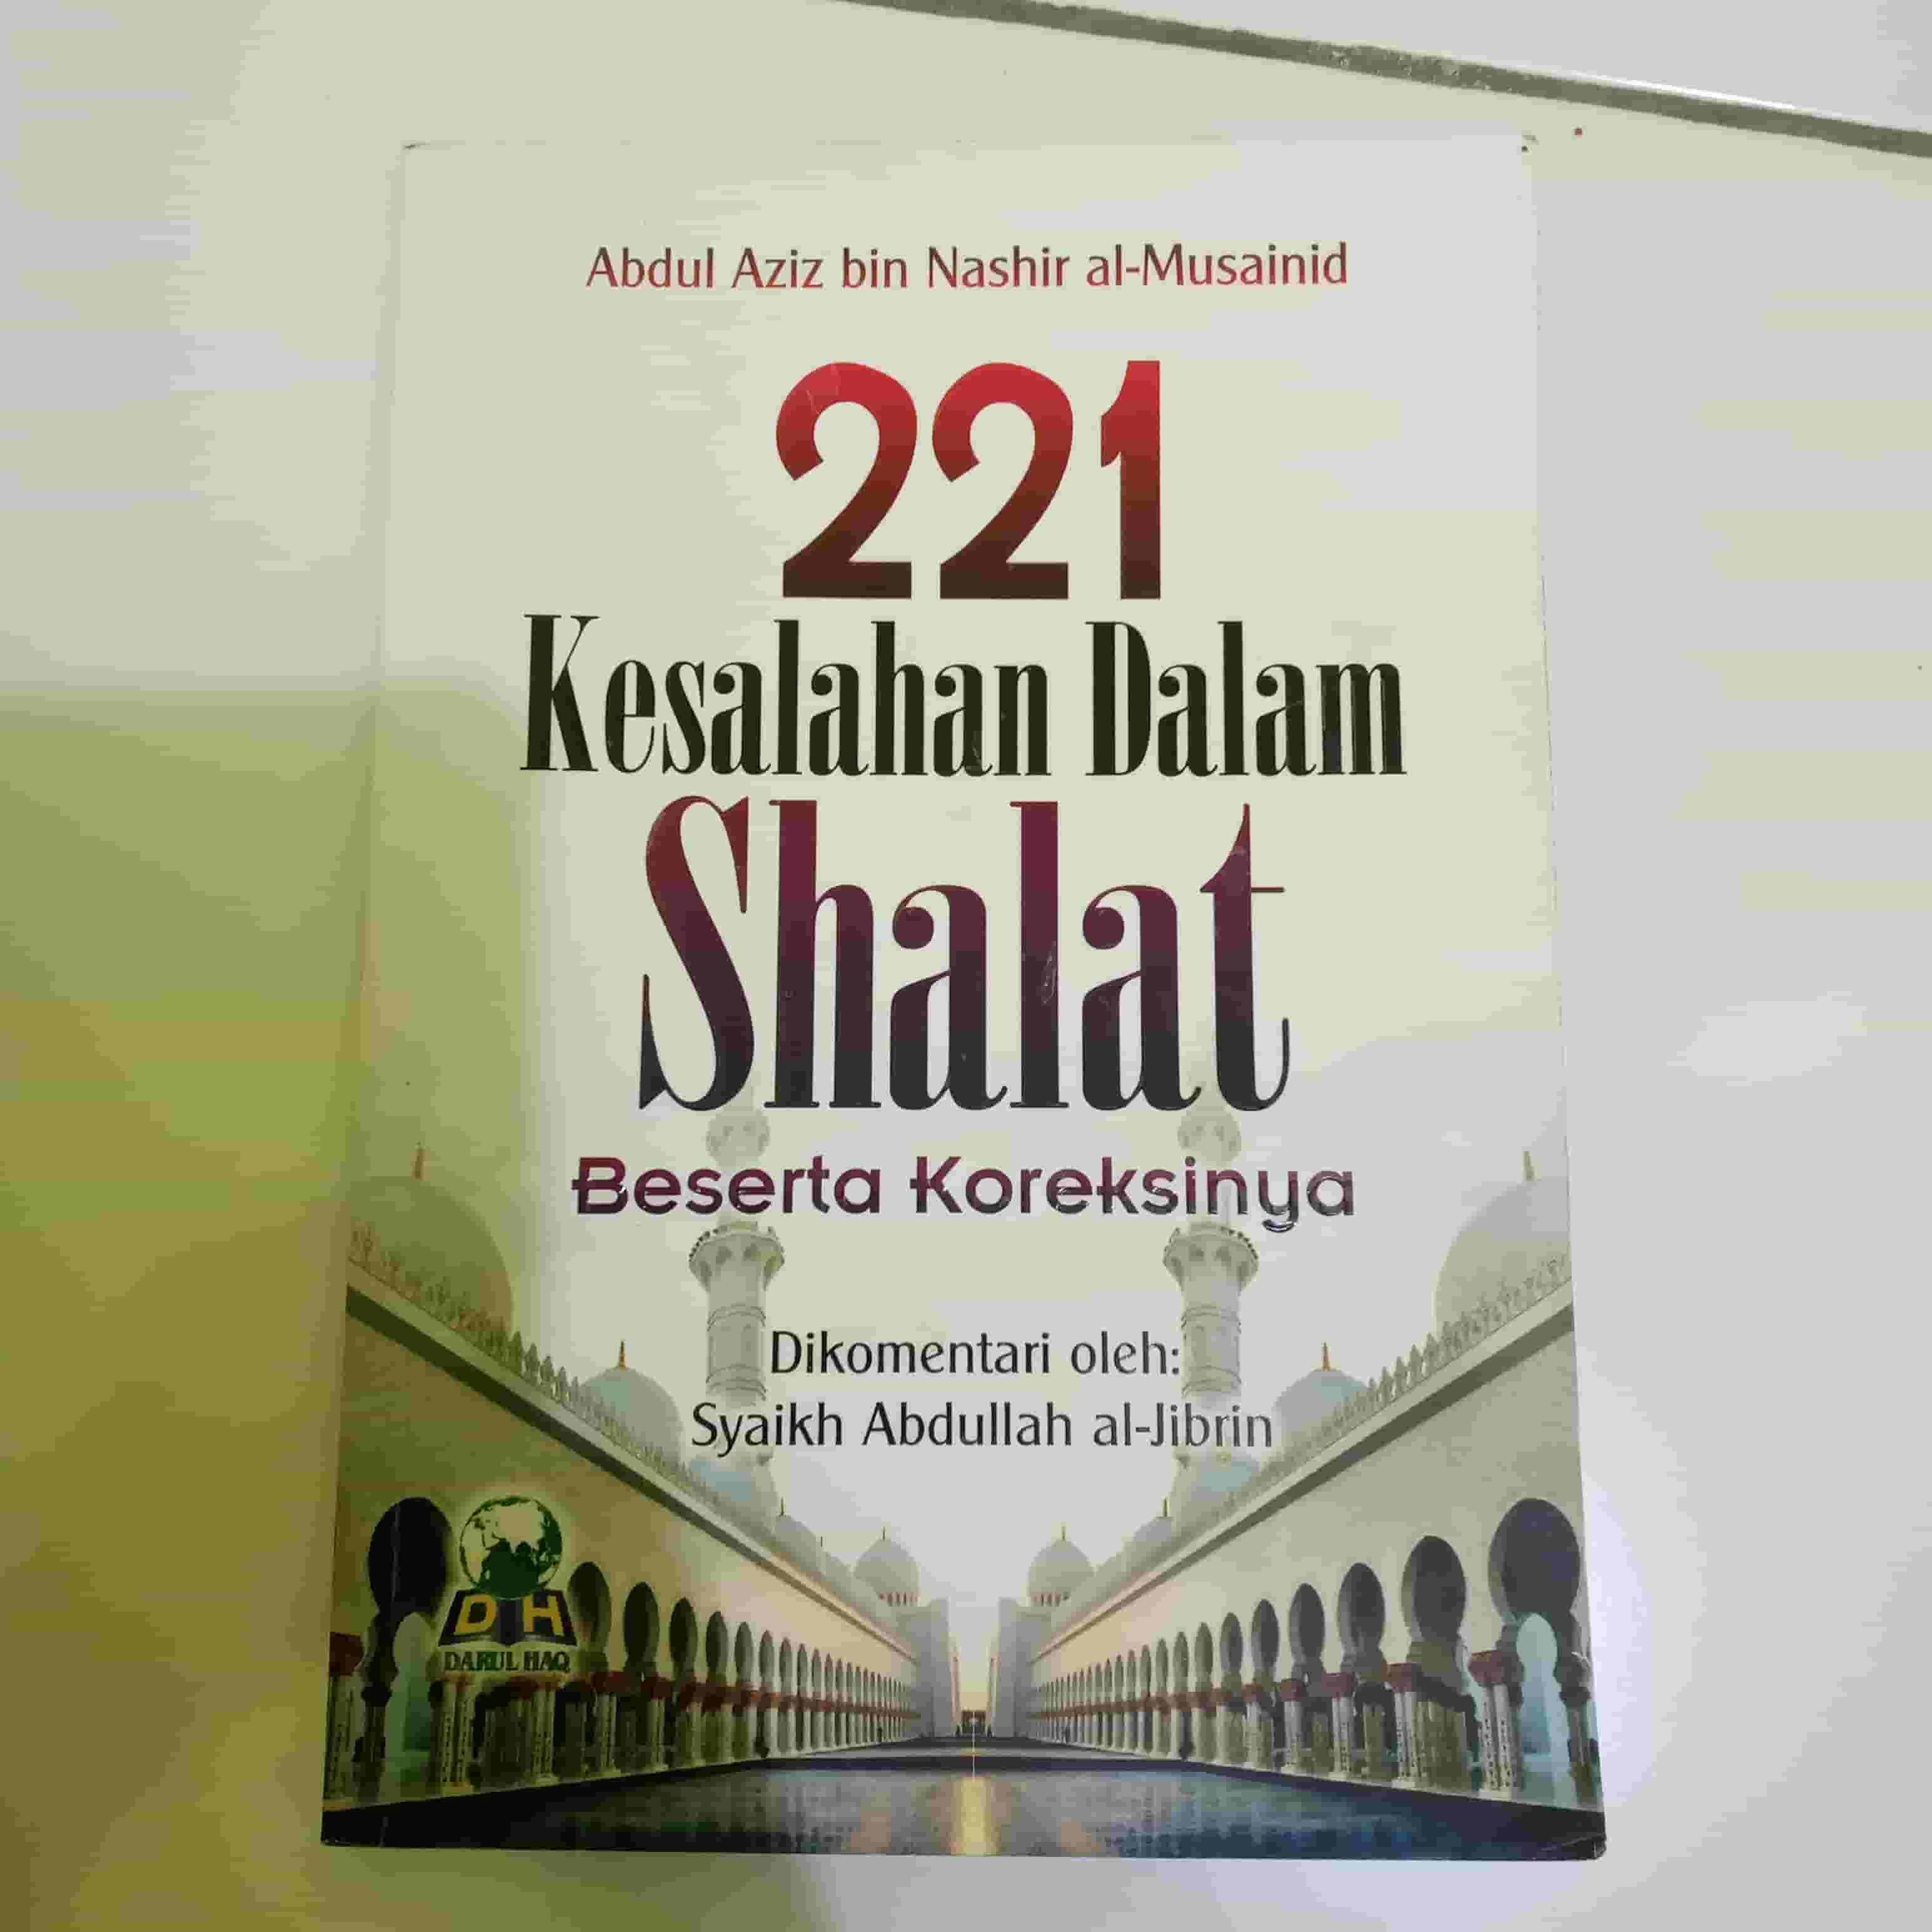 Abdul Aziz bin Nashir al-Musainid
221
Kesalahan Dalam
Shalat
Beserta Koreksinya
Dikomentari oleh:
Syaikh Abdullah al-Jibrin
D H
DARUL HAQ